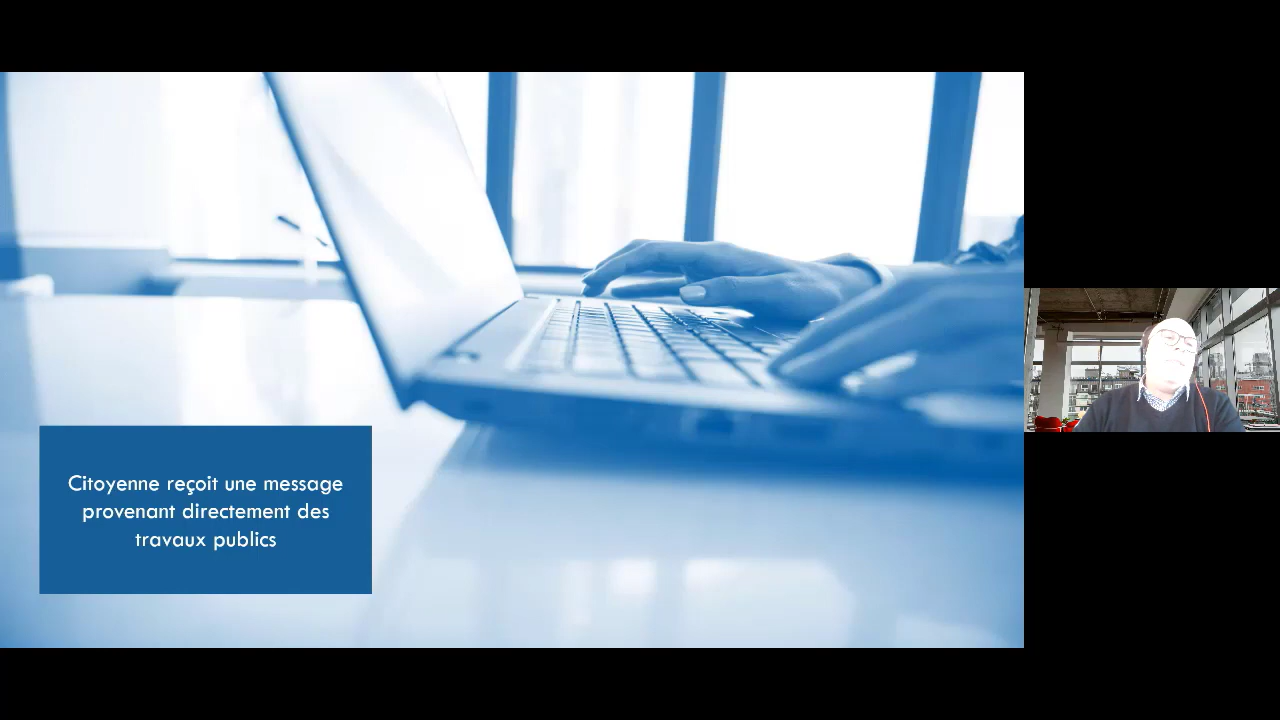 Citoyenne reçoit une message
provenant directement des
travaux publics